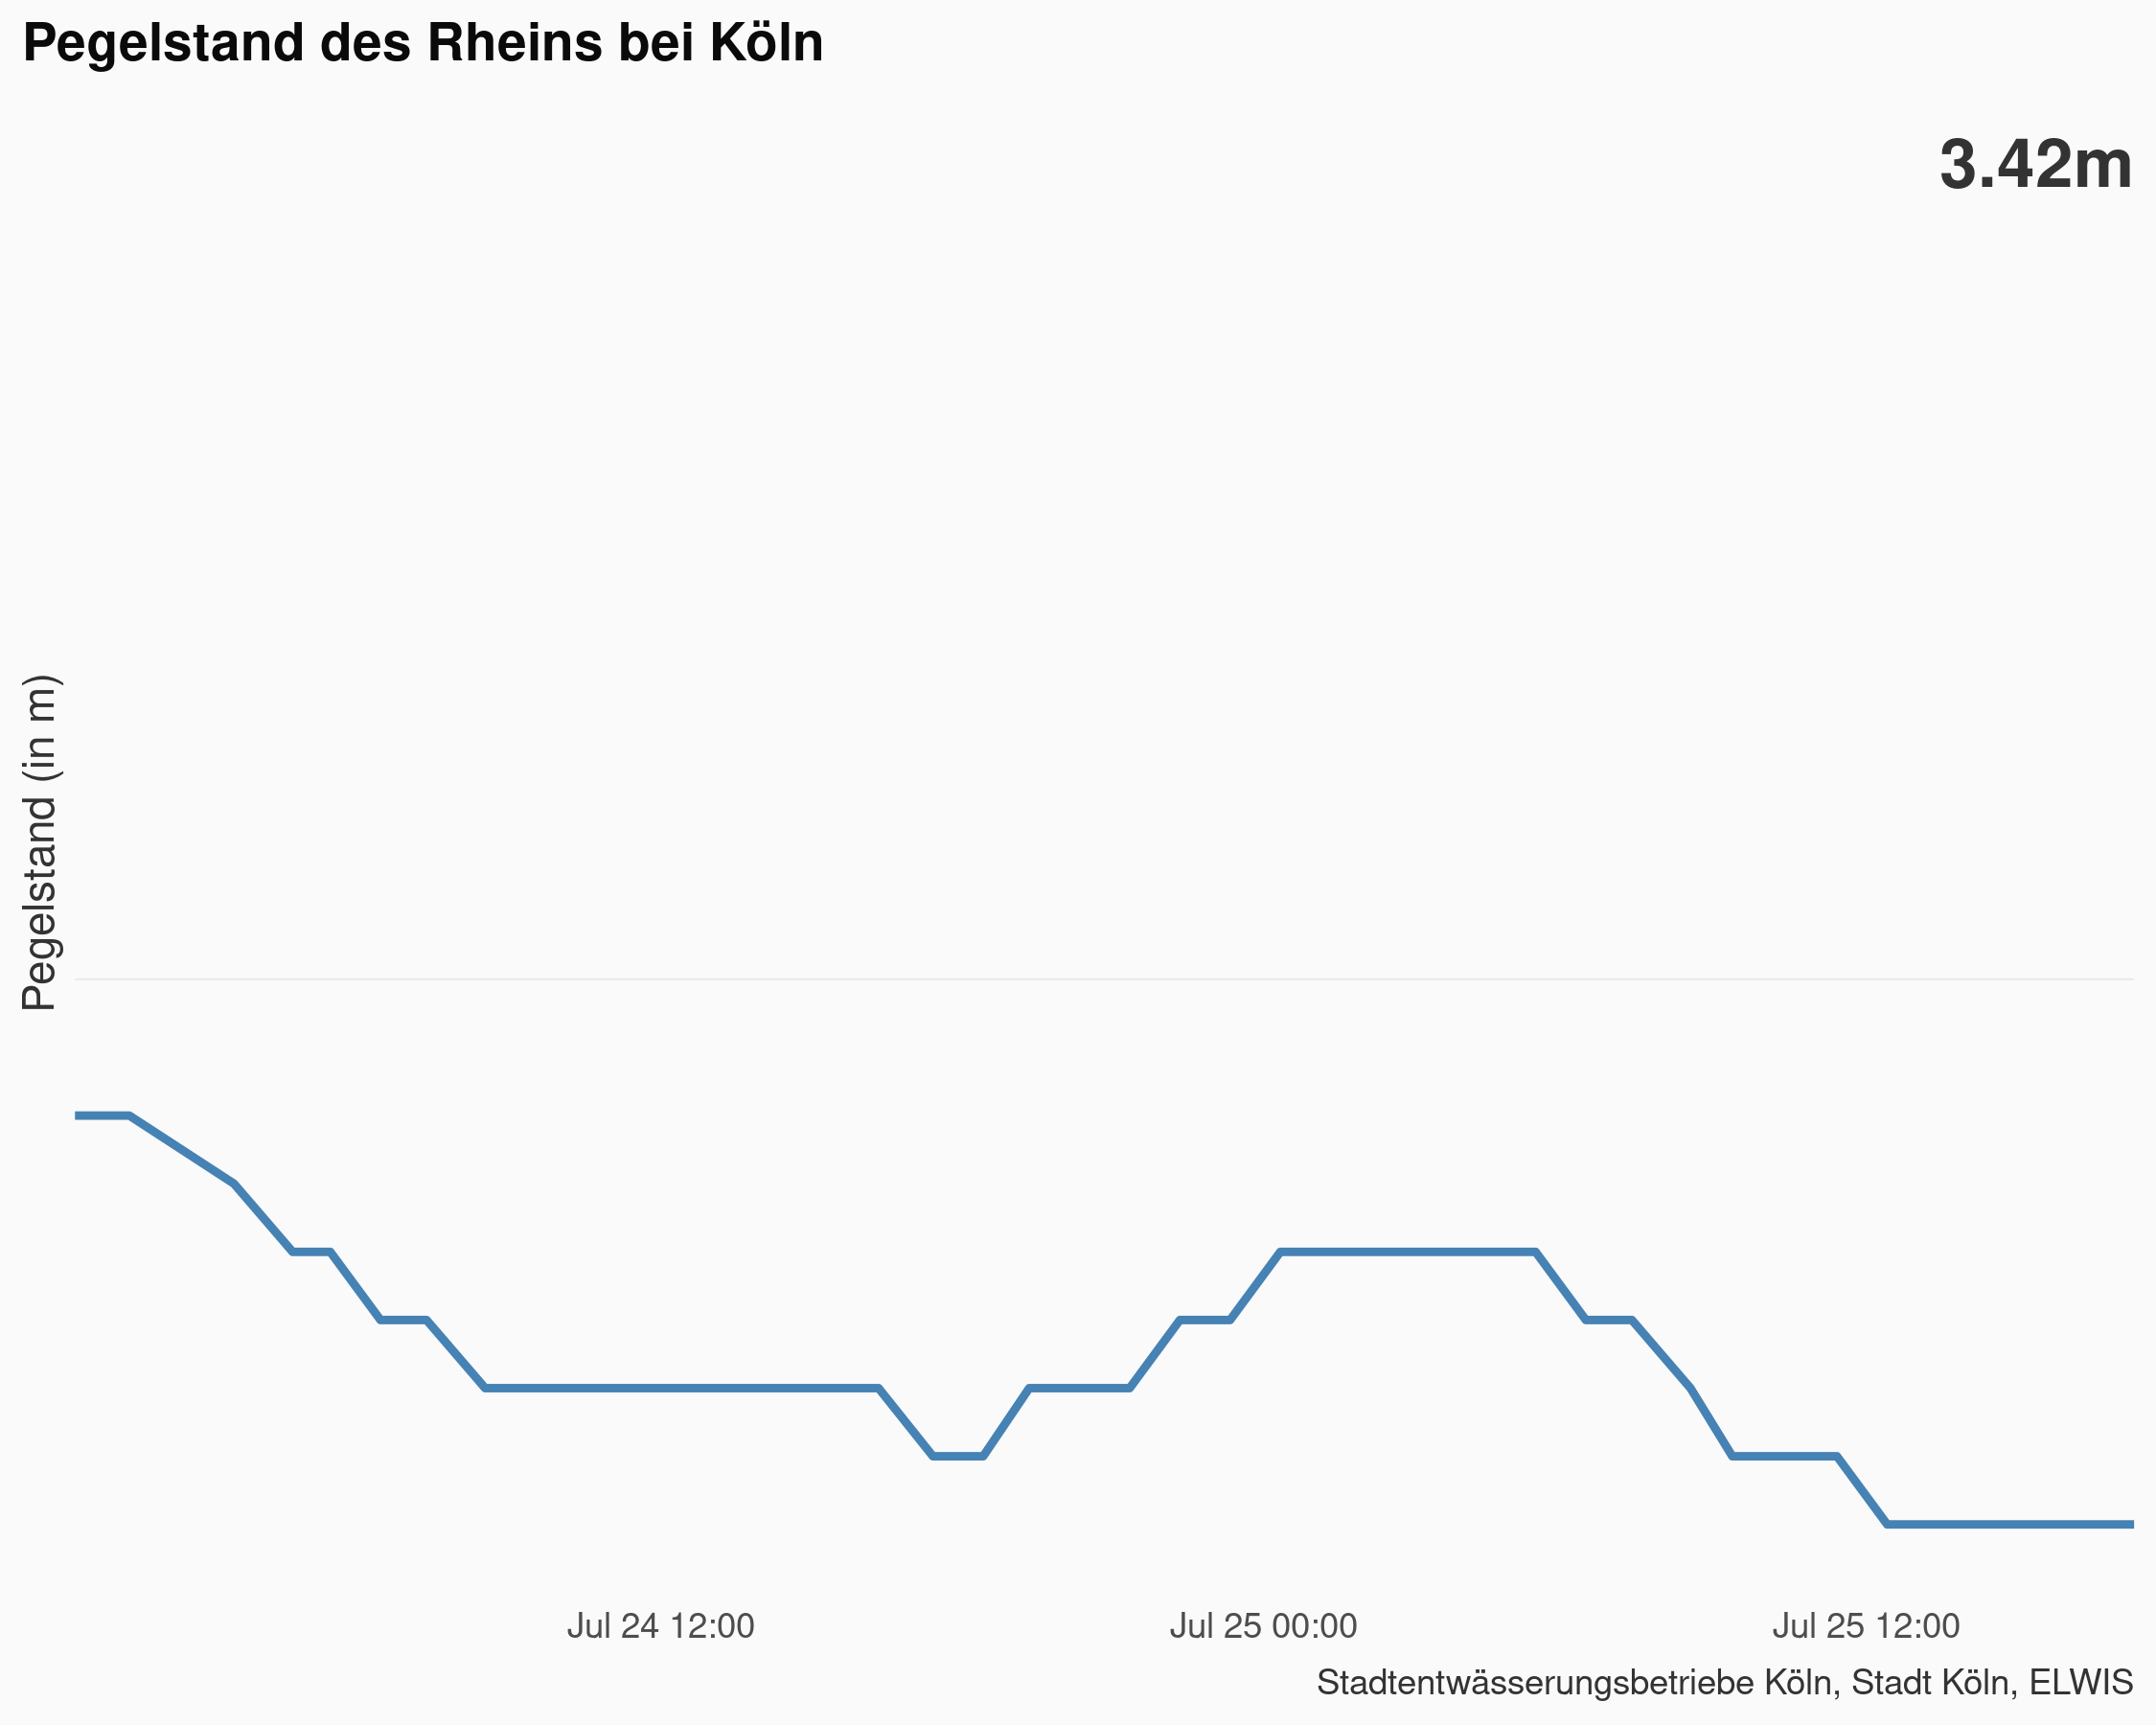 Pegelstand des Rheins bei Köln
3.42m
Pegelstand (in m)
Jul 24 12:00
Jul 25 00:00
Jul 25 12:00
Stadtentwässerungsbetriebe Köln, Stadt Köln, ELWIS